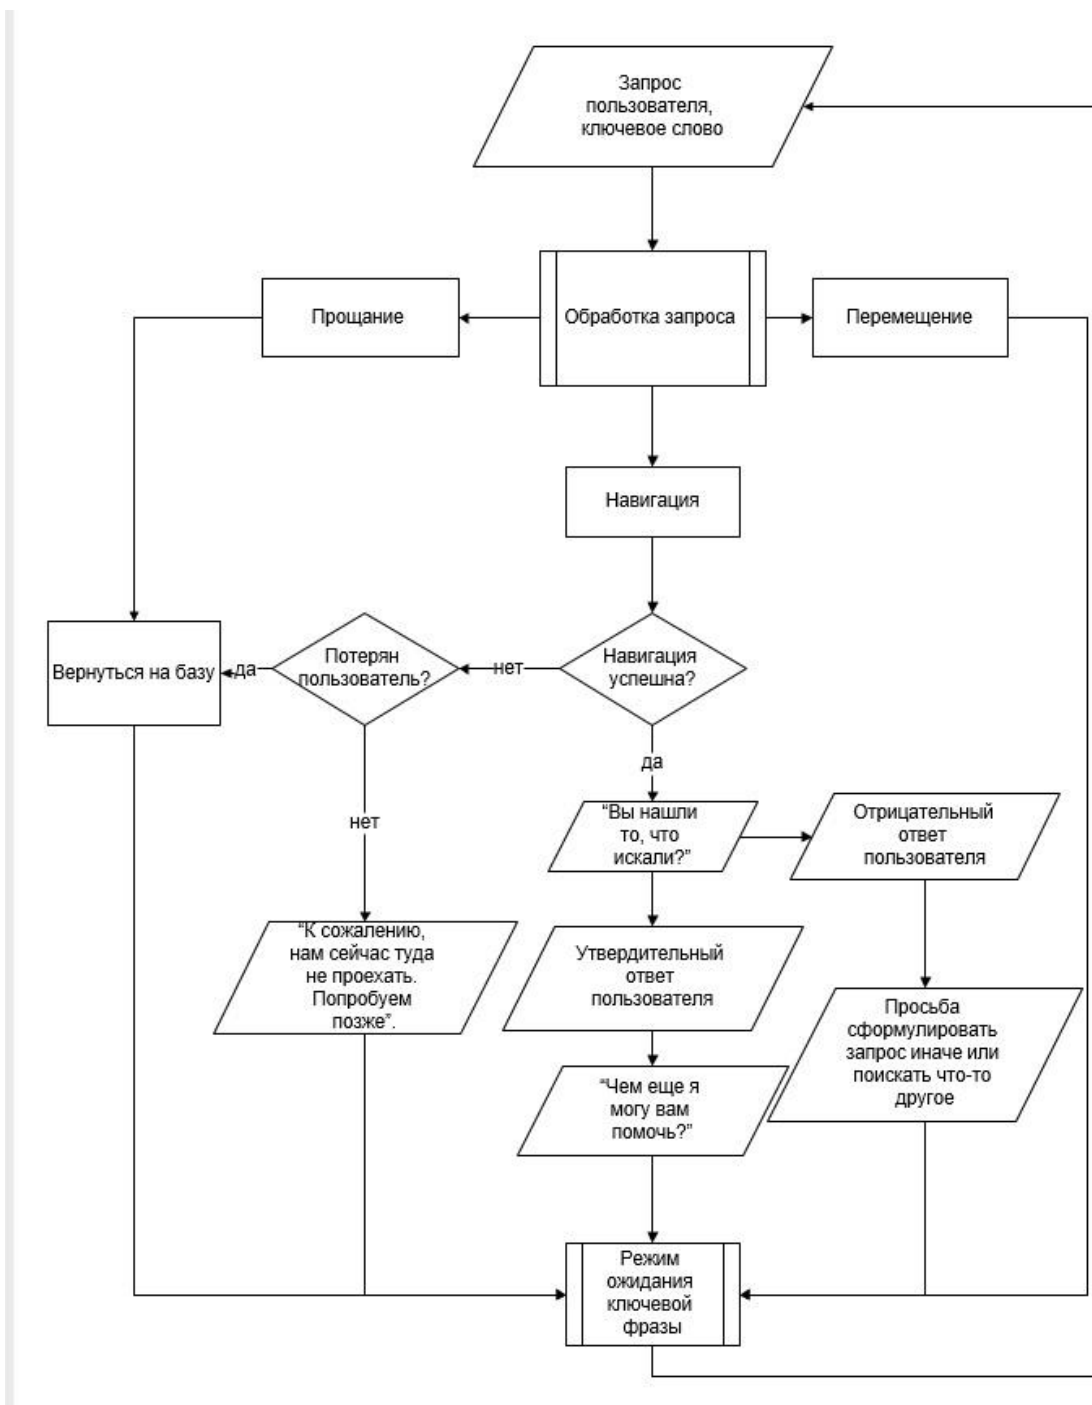 Запрос
пользователя,
ключевое слово
Прощание
Обработка запроса
Перемещение
Навигация
Вернуться на базу
да
Потерян
пользователь?
нет
Навигация
успешна?
да
нет
“Вы нашли
то, что
искали?”
Отрицательный
ответ
пользователя
“К сожалению,
нам сейчас туда
не проехать.
Попробуем
позже”.
Утвердительный
ответ
пользователя
Просьба
сформулировать
запрос иначе или
поискать что-то
другое
“Чем еще я
могу вам
помочь?”
Режим
ожидания
ключевой
фразы